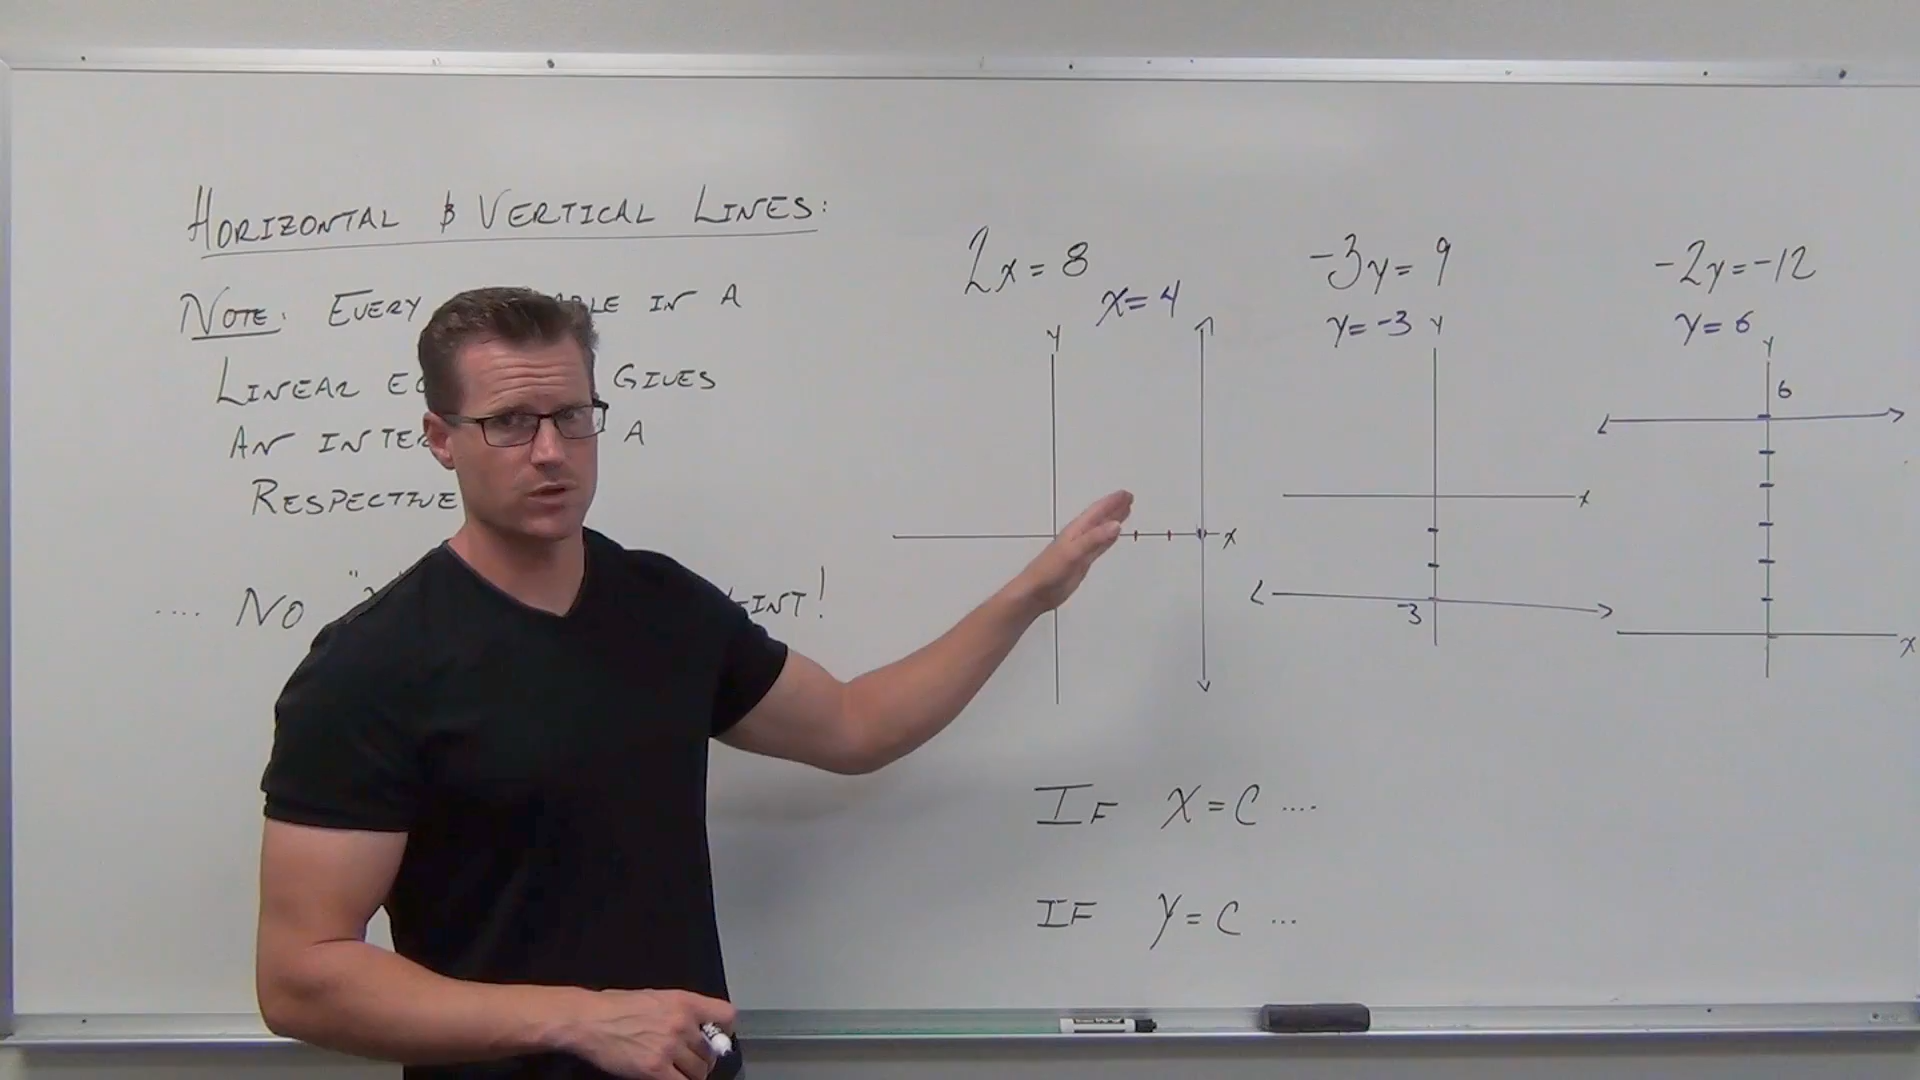 HORIZONTAL & VERTICAL LINES:
NOTE: EVERY IN A
LINEAR GIVES
AN A
RESPECTIVE
.... NO INT!
2x = 8
x = 4
y
x
-3y = 9
y = -3
y
x
-3
-2y = -12
y = 6
y
6
x
IF X = C ....
IF Y = C ...